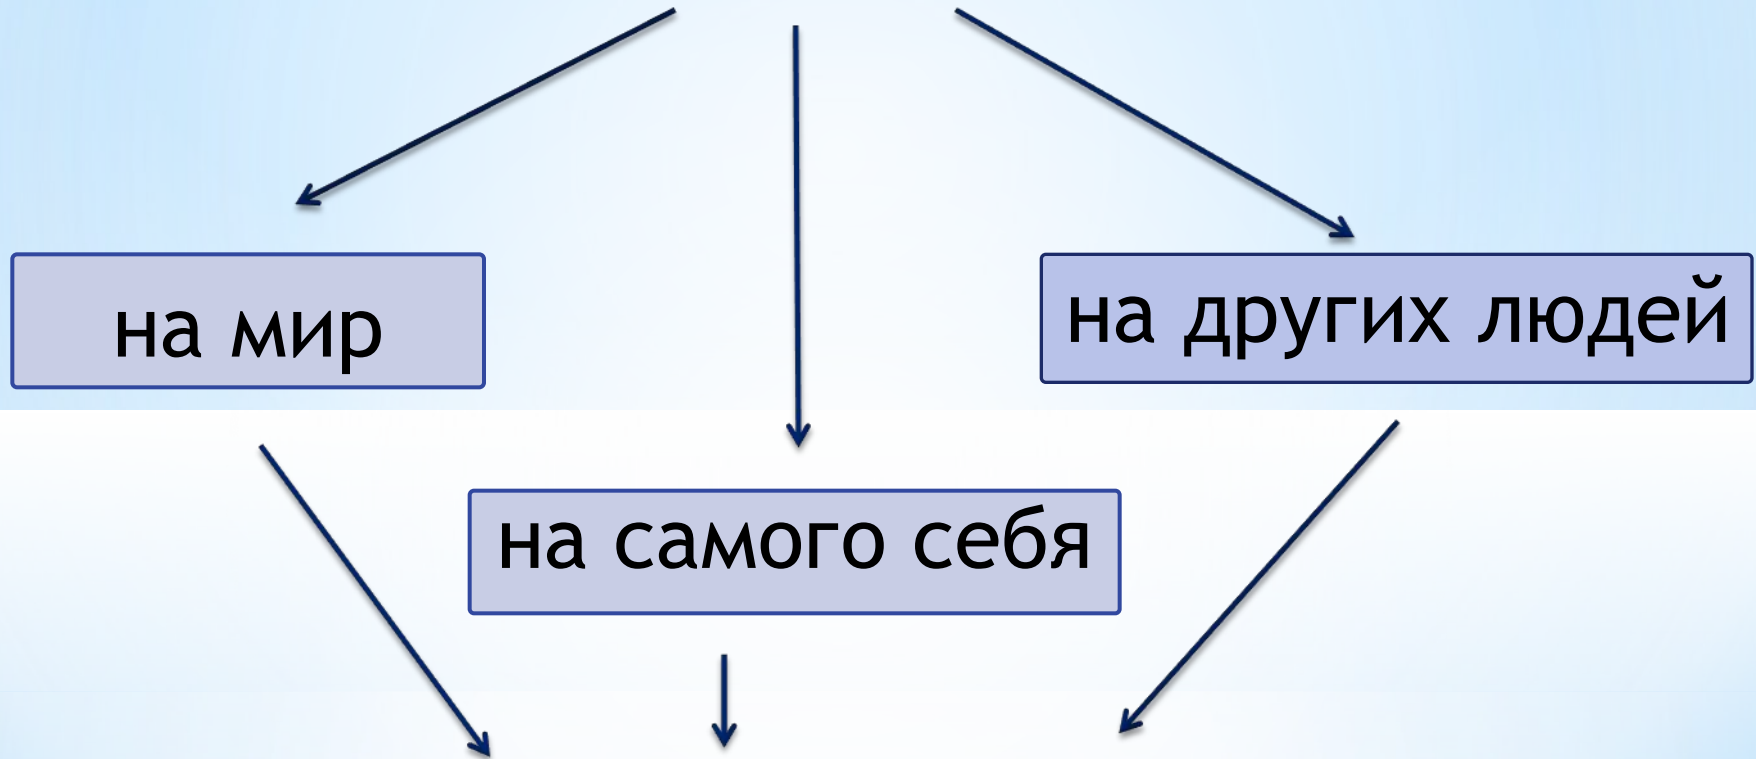 на мир
на других людей
на самого себя